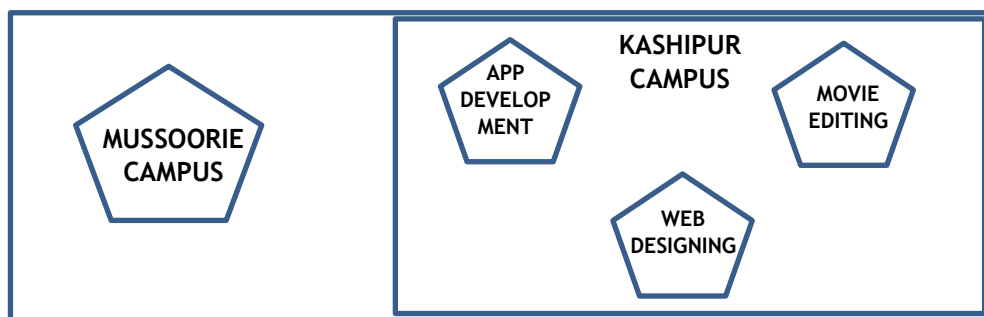 MUSSOORIE
CAMPUS
KASHIPUR
CAMPUS
APP
DEVELOP
MENT
MOVIE
EDITING
WEB
DESIGNING